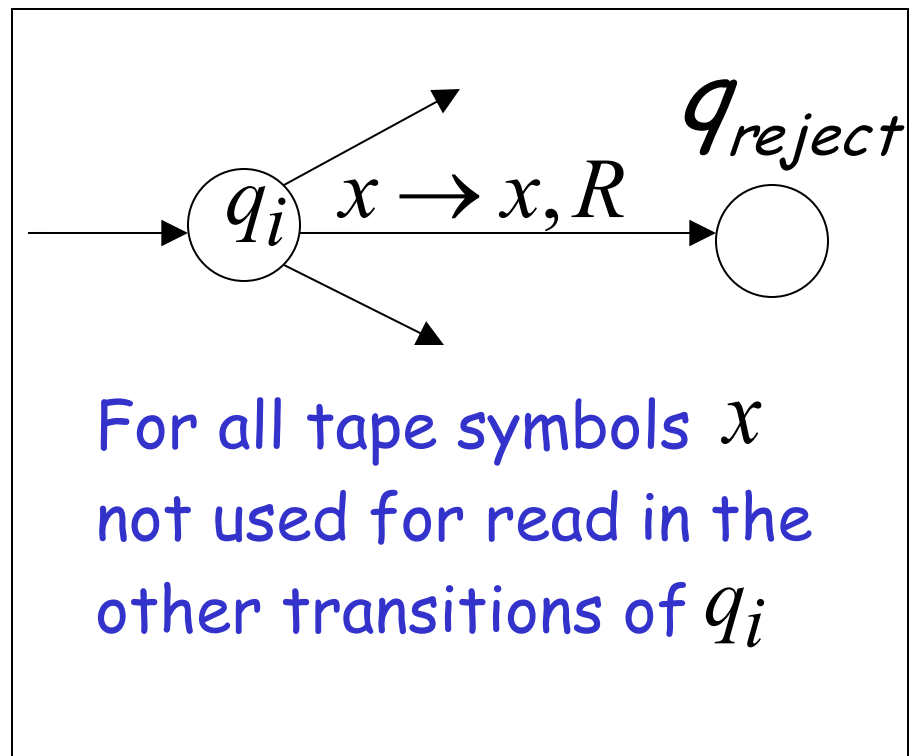 q_reject
q_i x → x, R
For all tape symbols x
not used for read in the
other transitions of q_i